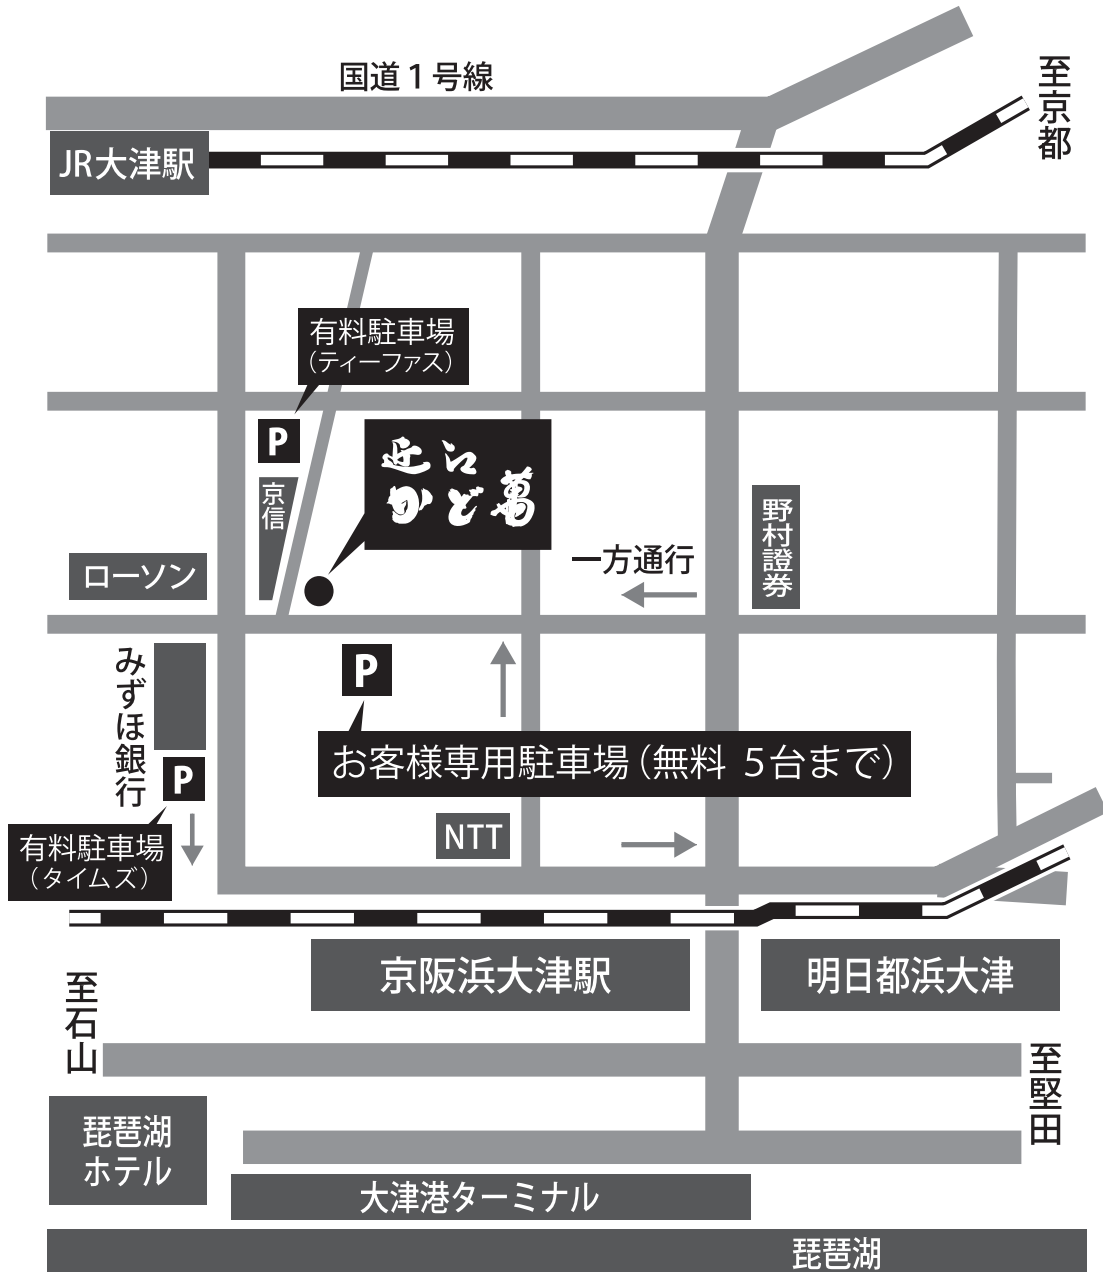 国道1号線
至京都
JR大津駅
有料駐車場
(ティーファス)
P
近江
かど萬
京信
野村證券
一方通行
ローソン
みずほ銀行
P
お客様専用駐車場(無料 5台まで)
P
有料駐車場
(タイムズ)
NTT
京阪浜大津駅
明日都浜大津
至石山
至堅田
琵琶湖
ホテル
大津港ターミナル
琵琶湖